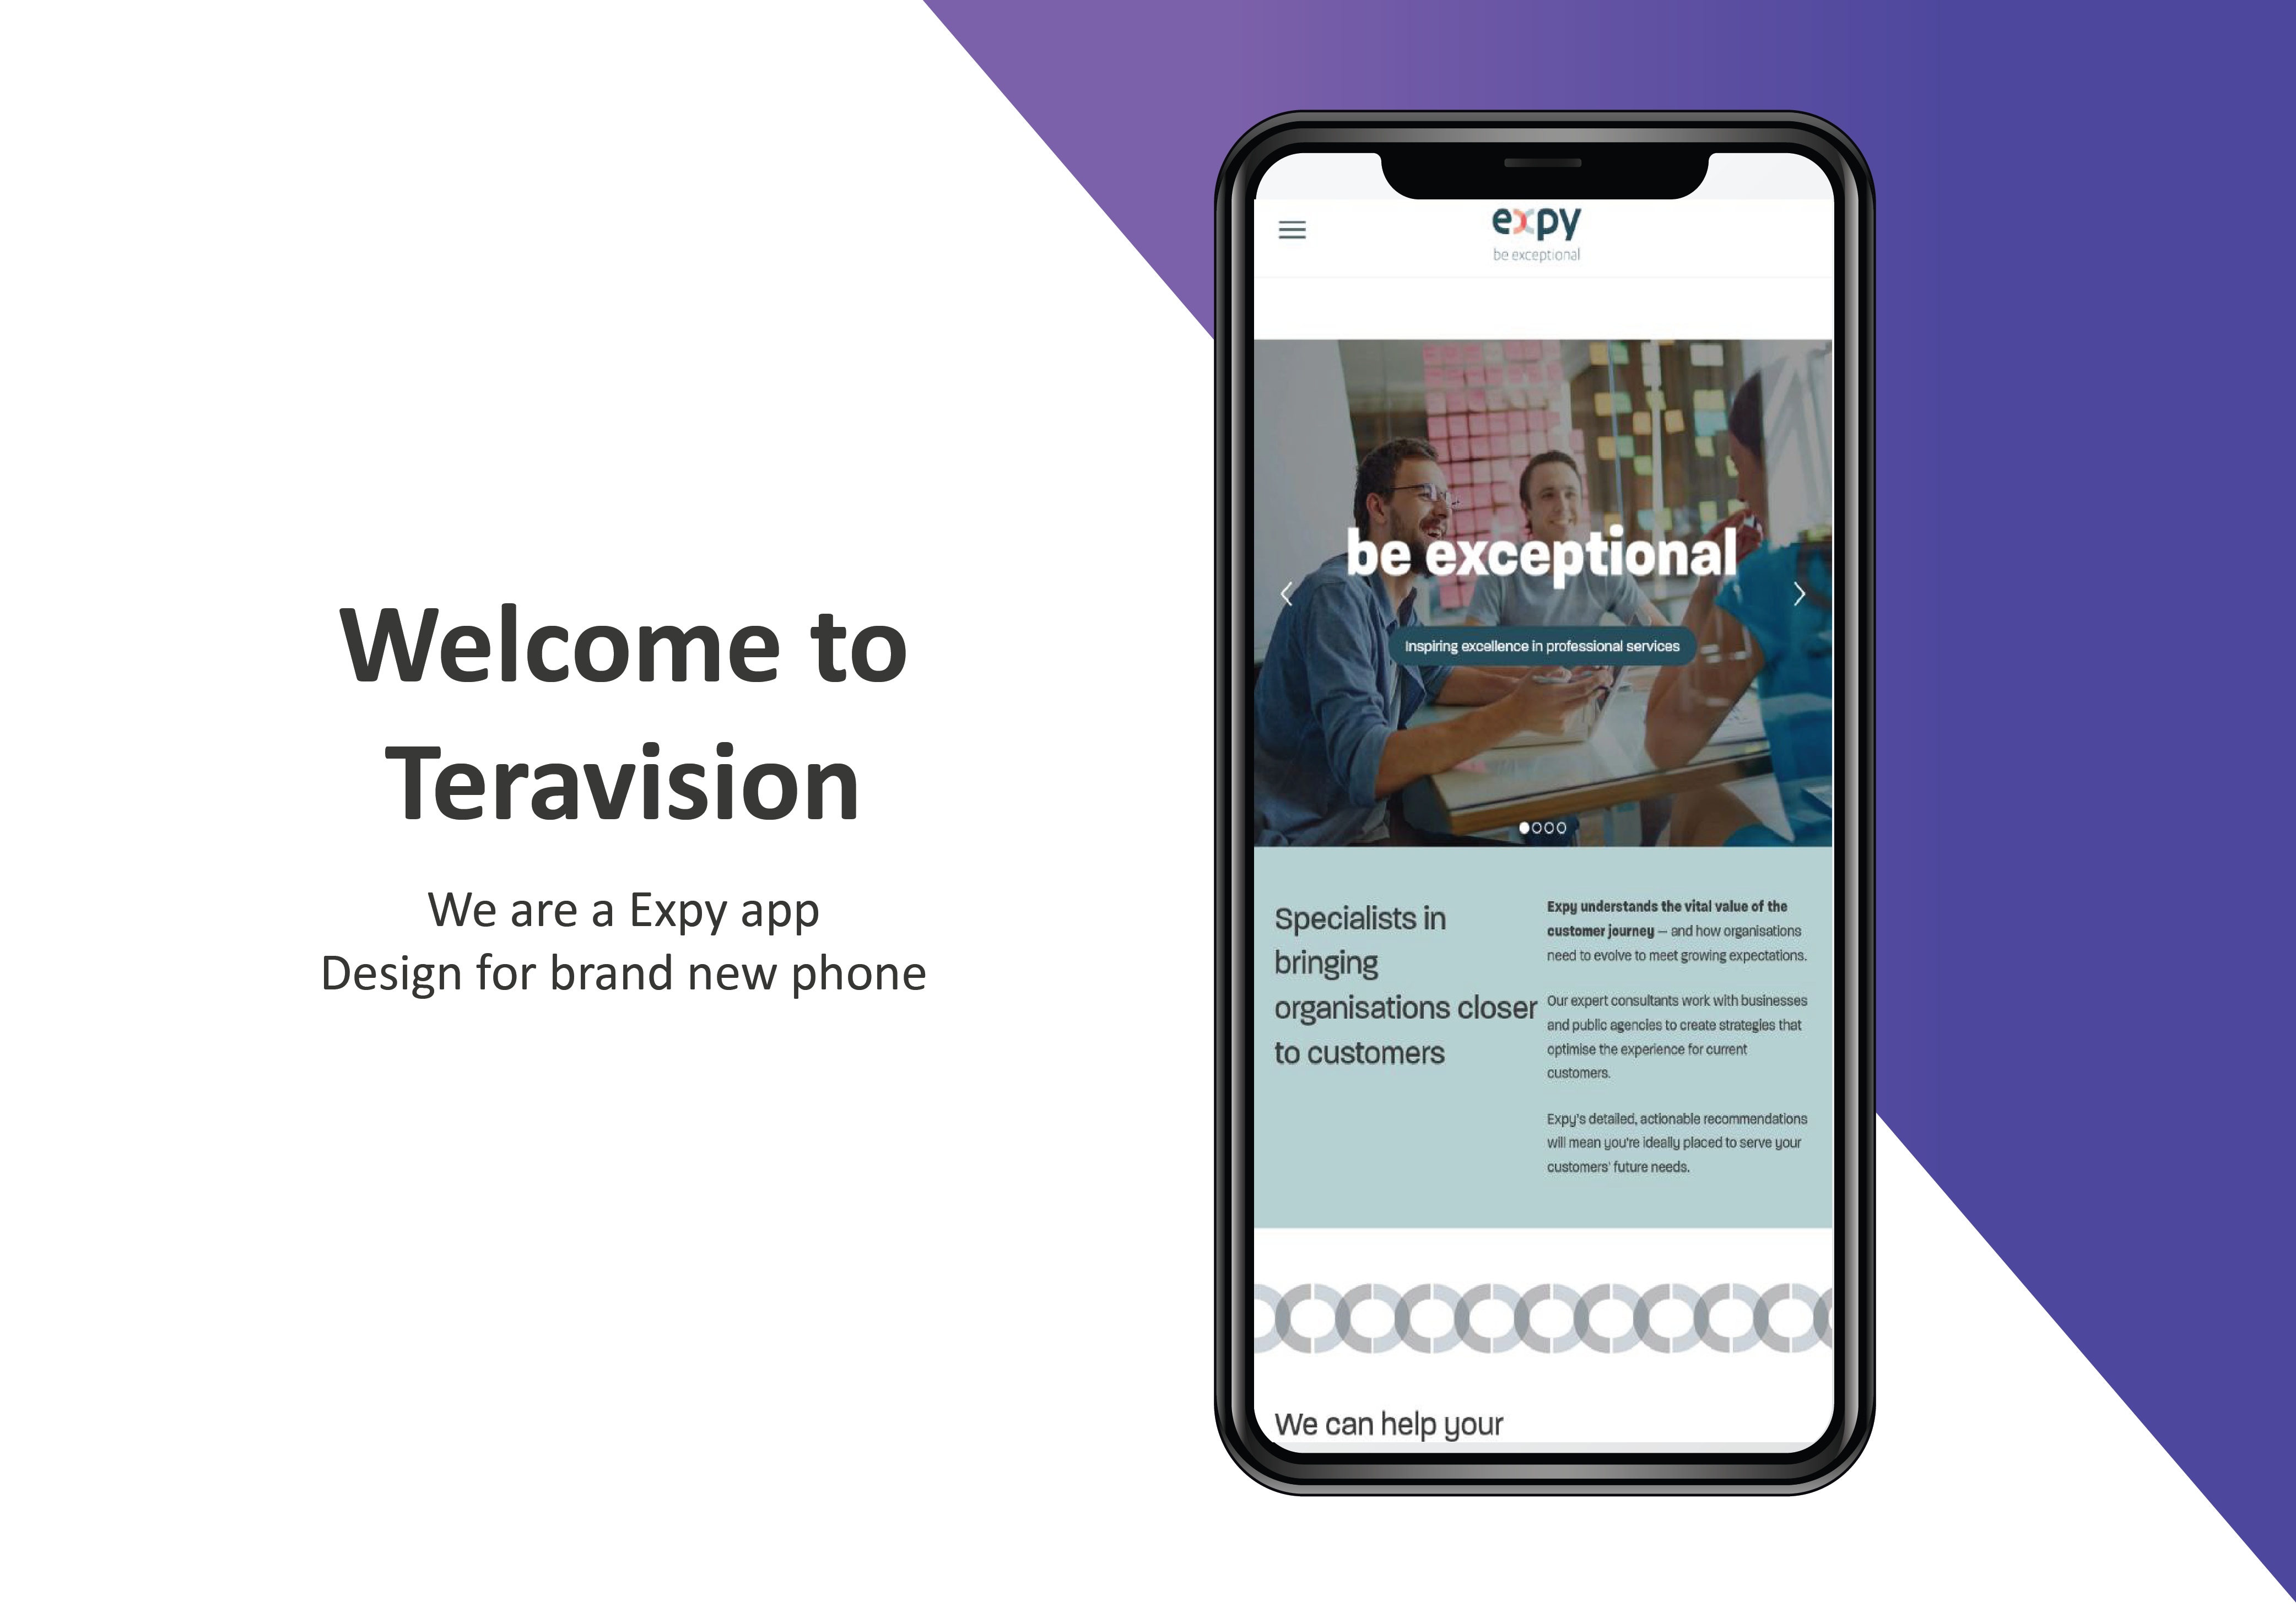 Welcome to
Teravision
We are a Expy app
Design for brand new phone
expy
be exceptional
be exceptional
Inspiring excellence in professional services
Specialists in
bringing
organisations closer
to customers
Expy understands the vital value of the
customer journey – and how organisations
need to evolve to meet growing expectations.
Our expert consultants work with businesses
and public agencies to create strategies that
optimise the experience for current
customers.
Expy's detailed, actionable recommendations
will mean you're ideally placed to serve your
customers' future needs.
We can help your